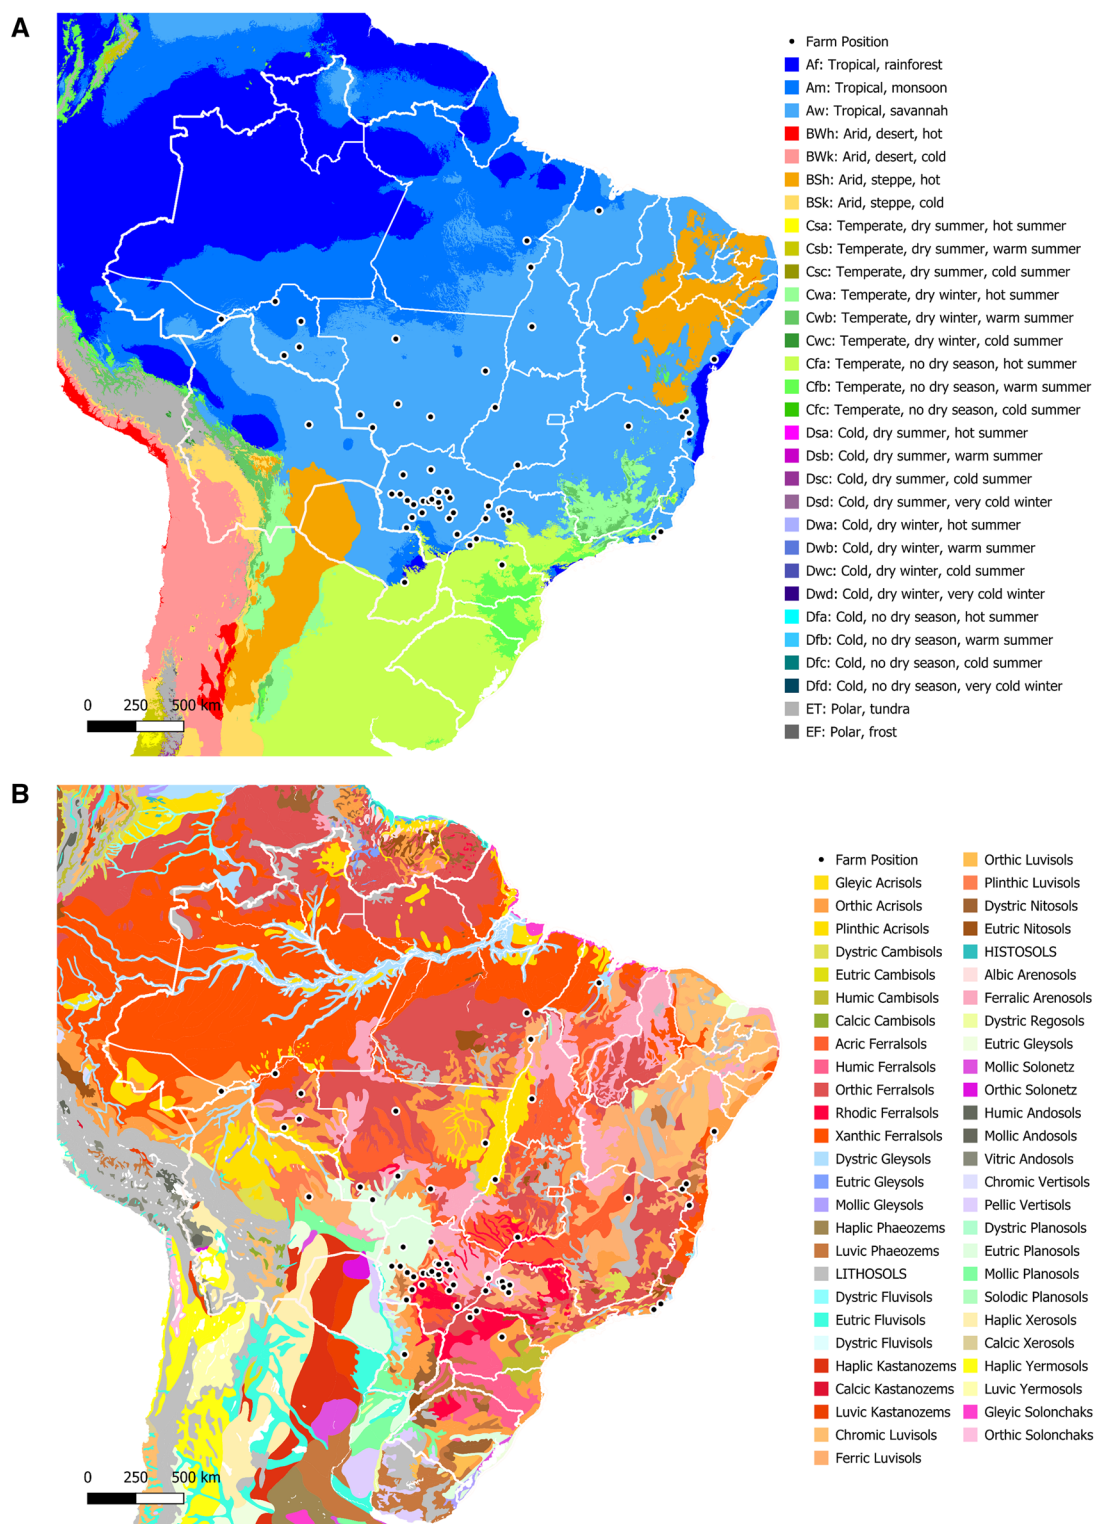 A
Farm Position
Af: Tropical, rainforest
Am: Tropical, monsoon
Aw: Tropical, savannah
BWh: Arid, desert, hot
BWk: Arid, desert, cold
BSh: Arid, steppe, hot
BSk: Arid, steppe, cold
Csa: Temperate, dry summer, hot summer
Csb: Temperate, dry summer, warm summer
Csc: Temperate, dry summer, cold summer
Cwa: Temperate, dry winter, hot summer
Cwb: Temperate, dry winter, warm summer
Cwc: Temperate, dry winter, cold summer
Cfa: Temperate, no dry season, hot summer
Cfb: Temperate, no dry season, warm summer
Cfc: Temperate, no dry season, cold summer
Dsa: Cold, dry summer, hot summer
Dsb: Cold, dry summer, warm summer
Dsc: Cold, dry summer, cold summer
Dsd: Cold, dry summer, very cold winter
Dwa: Cold, dry winter, hot summer
Dwb: Cold, dry winter, warm summer
Dwc: Cold, dry winter, cold summer
Dwd: Cold, dry winter, very cold winter
Dfa: Cold, no dry season, hot summer
Dfb: Cold, no dry season, warm summer
Dfc: Cold, no dry season, cold summer
Dfd: Cold, no dry season, very cold winter
ET: Polar, tundra
EF: Polar, frost
0 250 500 km
B
Farm Position
Gleyic Acrisols
Orthic Acrisols
Plinthic Acrisols
Dystric Cambisols
Eutric Cambisols
Humic Cambisols
Calcic Cambisols
Acric Ferralsols
Humic Ferralsols
Orthic Ferralsols
Rhodic Ferralsols
Xanthic Ferralsols
Dystric Gleysols
Eutric Gleysols
Mollic Gleysols
Haplic Phaeozems
Luvic Phaeozems
LITHOSOLS
Dystric Fluvisols
Eutric Fluvisols
Dystric Fluvisols
Haplic Kastanozems
Calcic Kastanozems
Luvic Kastanozems
Chromic Luvisols
Ferric Luvisols
Orthic Luvisols
Plinthic Luvisols
Dystric Nitosols
Eutric Nitosols
HISTOSOLS
Albic Arenosols
Ferralic Arenosols
Dystric Regosols
Eutric Gleysols
Mollic Solonetz
Orthic Solonetz
Humic Andosols
Mollic Andosols
Vitric Andosols
Chromic Vertisols
Pellic Vertisols
Dystric Planosols
Eutric Planosols
Mollic Planosols
Solodic Planosols
Haplic Xerosols
Calcic Xerosols
Haplic Yermosols
Luvic Yermosols
Gleyic Solonchaks
Orthic Solonchaks
0 250 500 km